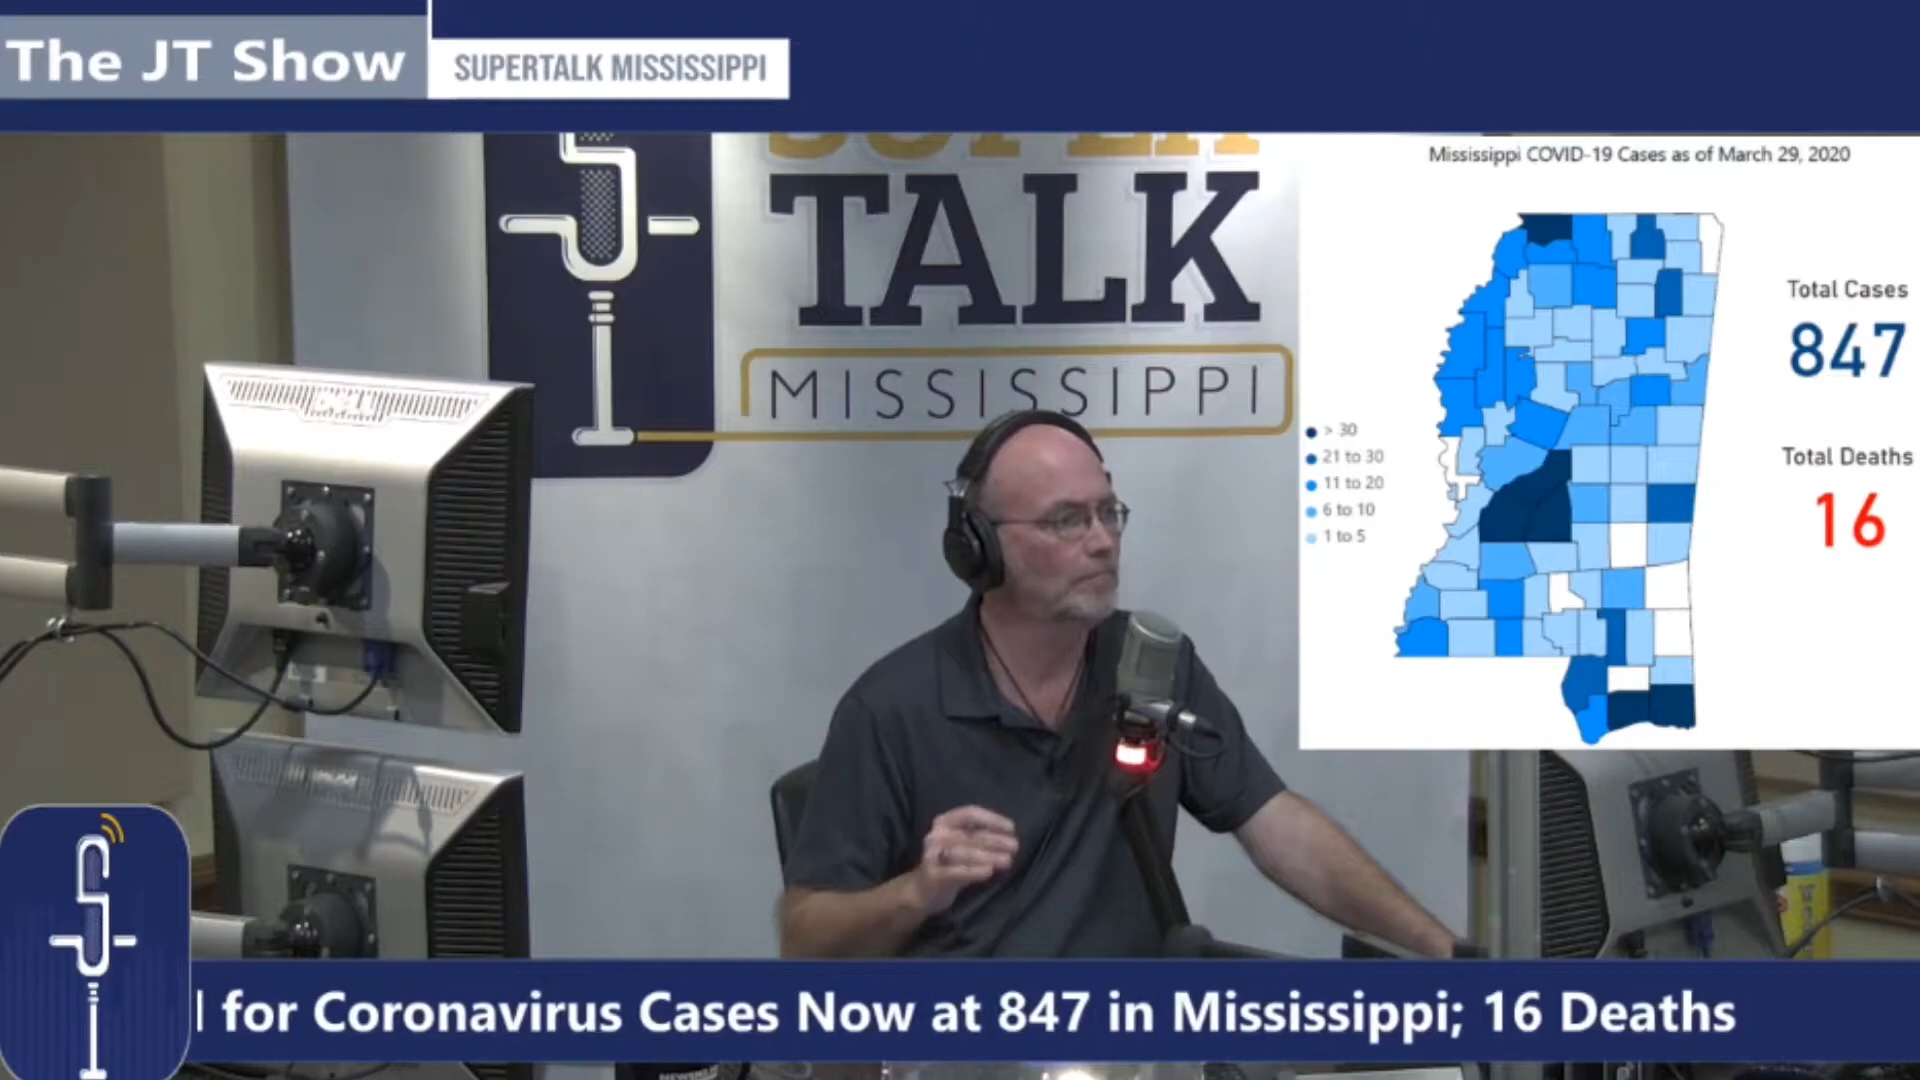 The JT Show
SUPERTALK MISSISSIPPI
SUPER
TALK
MISSISSIPPI
Mississippi COVID-19 Cases as of March 29, 2020
Total Cases
847
Total Deaths
16
> 30
21 to 30
11 to 20
6 to 10
1 to 5
for Coronavirus Cases Now at 847 in Mississippi; 16 Deaths